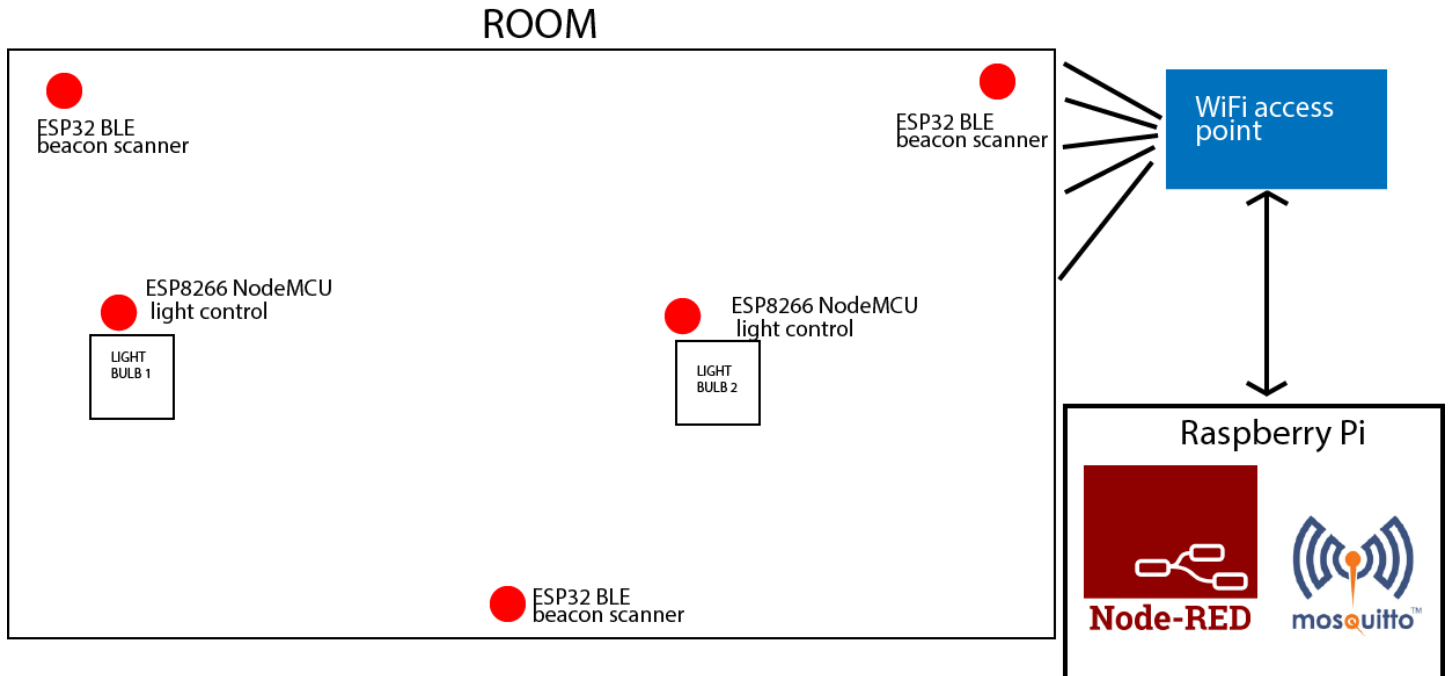 ROOM
ESP32 BLE
beacon scanner
ESP32 BLE
beacon scanner
WiFi access
point
ESP8266 NodeMCU
light control
LIGHT
BULB 1
ESP8266 NodeMCU
light control
LIGHT
BULB 2
ESP32 BLE
beacon scanner
Raspberry Pi
Node-RED
mosquitto™